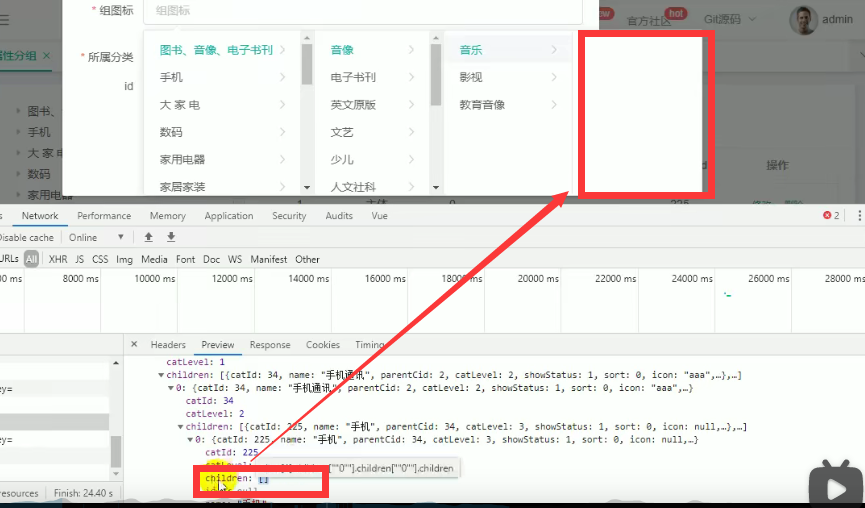 * 组图标
组图标
new
hot
官方社区
Git源码
admin
属性分组
* 所属分类
id
图书、音像、电子书刊
手机
大 家 电
数码
家用电器
家居家装
音像
电子书刊
英文原版
文艺
少儿
人文社科
音乐
影视
教育音像
图书、
手机
大 家 电
数码
家用电器
操作
Network
Performance
Memory
Application
Security
Audits
Vue
2
Disable cache
Online
URLs
All
XHR
JS
CSS
Img
Media
Font
Doc
WS
Manifest
Other
00 ms
8000 ms
10000 ms
12000 ms
14000 ms
16000 ms
18000 ms
20000 ms
22000 ms
24000 ms
26000 ms
28000 ms
×
Headers
Preview
Response
Cookies
Timing
catLevel: 1
children: [{catId: 34, name: "手机通讯", parentCid: 2, catLevel: 2, showStatus: 1, sort: 0, icon: "aaa",…},…]
0: {catId: 34, name: "手机通讯", parentCid: 2, catLevel: 2, showStatus: 1, sort: 0, icon: "aaa",…}
catId: 34
catLevel: 2
children: [{catId: 225, name: "手机", parentCid: 34, catLevel: 3, showStatus: 1, sort: 0, icon: null,…},…]
0: {catId: 225, name: "手机", parentCid: 34, catLevel: 3, showStatus: 1, sort: 0, icon: null,…}
catId: 225
["0"].children["0"].children
children: []
ey=
ey=
resources
Finish: 24.40 s